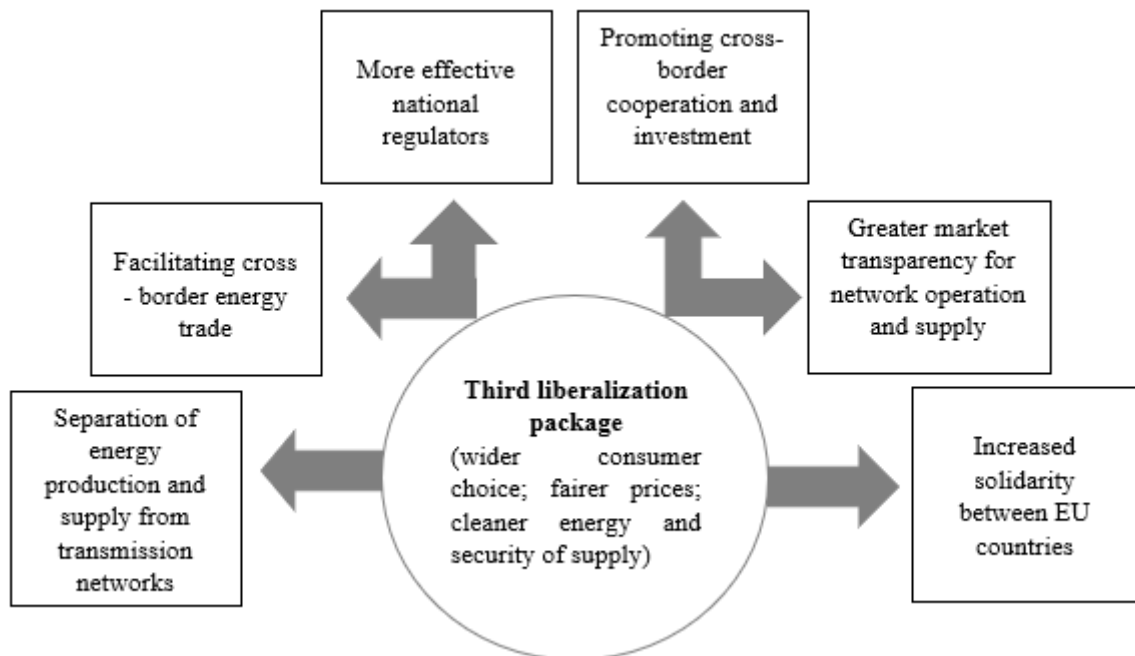 More effective
national
regulators
Promoting cross-
border
cooperation and
investment
Facilitating cross
- border energy
trade
Greater market
transparency for
network operation
and supply
Separation of
energy
production and
supply from
transmission
networks
Third liberalization
package
(wider consumer
choice; fairer prices;
cleaner energy and
security of supply)
Increased
solidarity
between EU
countries